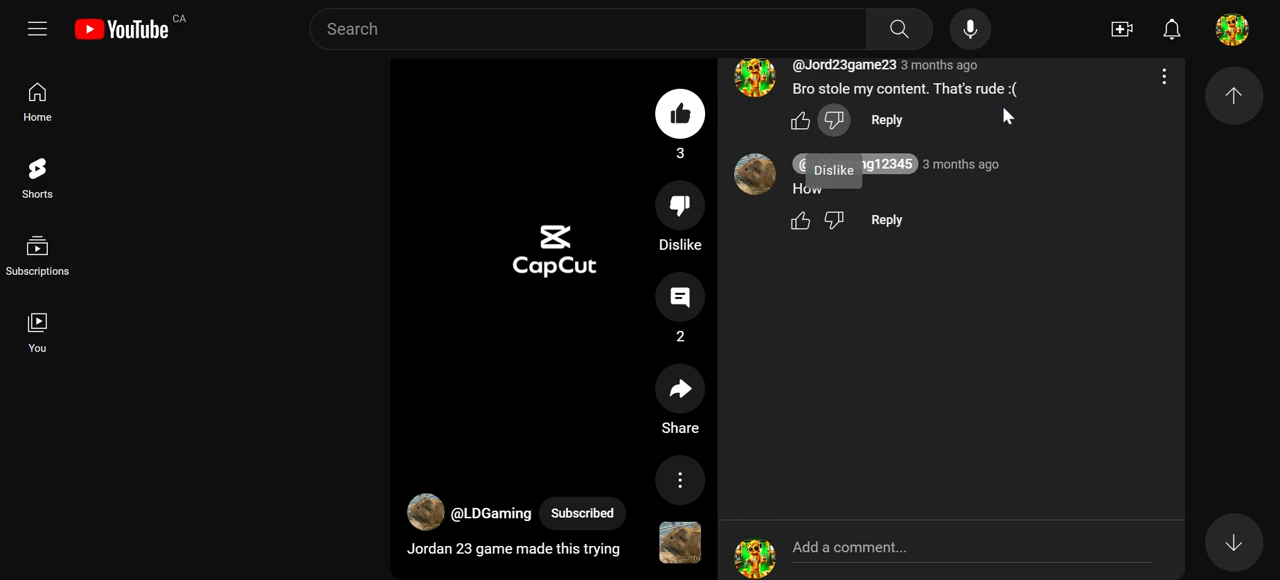 YouTube CA
Search
Home
Shorts
Subscriptions
You
CapCut
3
Dislike
2
Share
@LDGaming Subscribed
Jordan 23 game made this trying
@Jord23game23 3 months ago
Bro stole my content. That's rude :(
Reply
ng12345 3 months ago
Dislike
How
Reply
Add a comment...